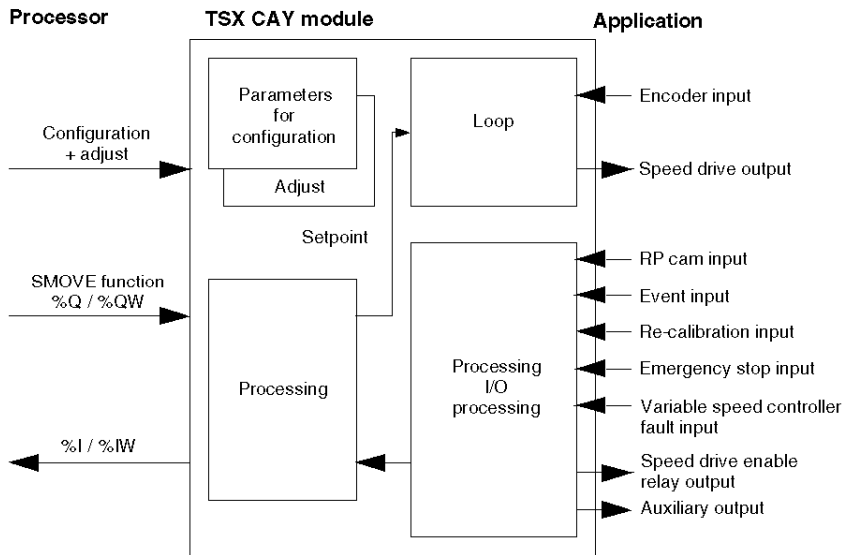 Processor
TSX CAY module
Application
Parameters
for
configuration
Adjust
Loop
Encoder input
Speed drive output
Configuration
+ adjust
Setpoint
SMOVE function
%Q / %QW
Processing
%I / %IW
Processing
I/O
processing
RP cam input
Event input
Re-calibration input
Emergency stop input
Variable speed controller
fault input
Speed drive enable
relay output
Auxiliary output